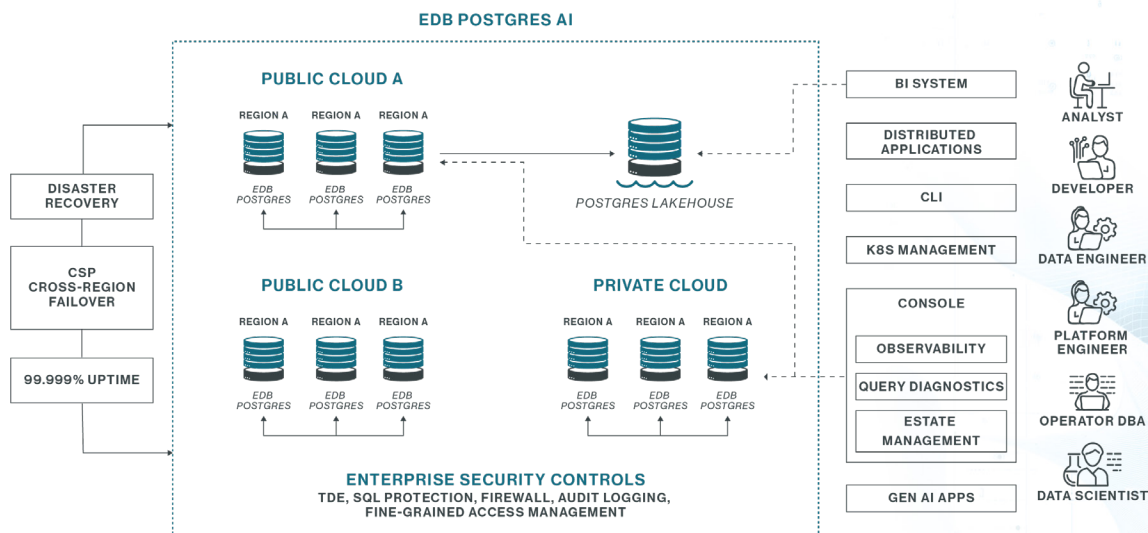 EDB POSTGRES AI
DISASTER
RECOVERY
CSP
CROSS-REGION
FAILOVER
99.999% UPTIME
PUBLIC CLOUD A
REGION A REGION A REGION A
EDB EDB EDB
POSTGRES POSTGRES POSTGRES
POSTGRES LAKEHOUSE
PUBLIC CLOUD B
REGION A REGION A REGION A
EDB EDB EDB
POSTGRES POSTGRES POSTGRES
PRIVATE CLOUD
REGION A REGION A REGION A
EDB EDB EDB
POSTGRES POSTGRES POSTGRES
ENTERPRISE SECURITY CONTROLS
TDE, SQL PROTECTION, FIREWALL, AUDIT LOGGING,
FINE-GRAINED ACCESS MANAGEMENT
BI SYSTEM
DISTRIBUTED
APPLICATIONS
CLI
K8S MANAGEMENT
CONSOLE
OBSERVABILITY
QUERY DIAGNOSTICS
ESTATE
MANAGEMENT
GEN AI APPS
ANALYST
DEVELOPER
DATA ENGINEER
PLATFORM
ENGINEER
OPERATOR DBA
DATA SCIENTIST